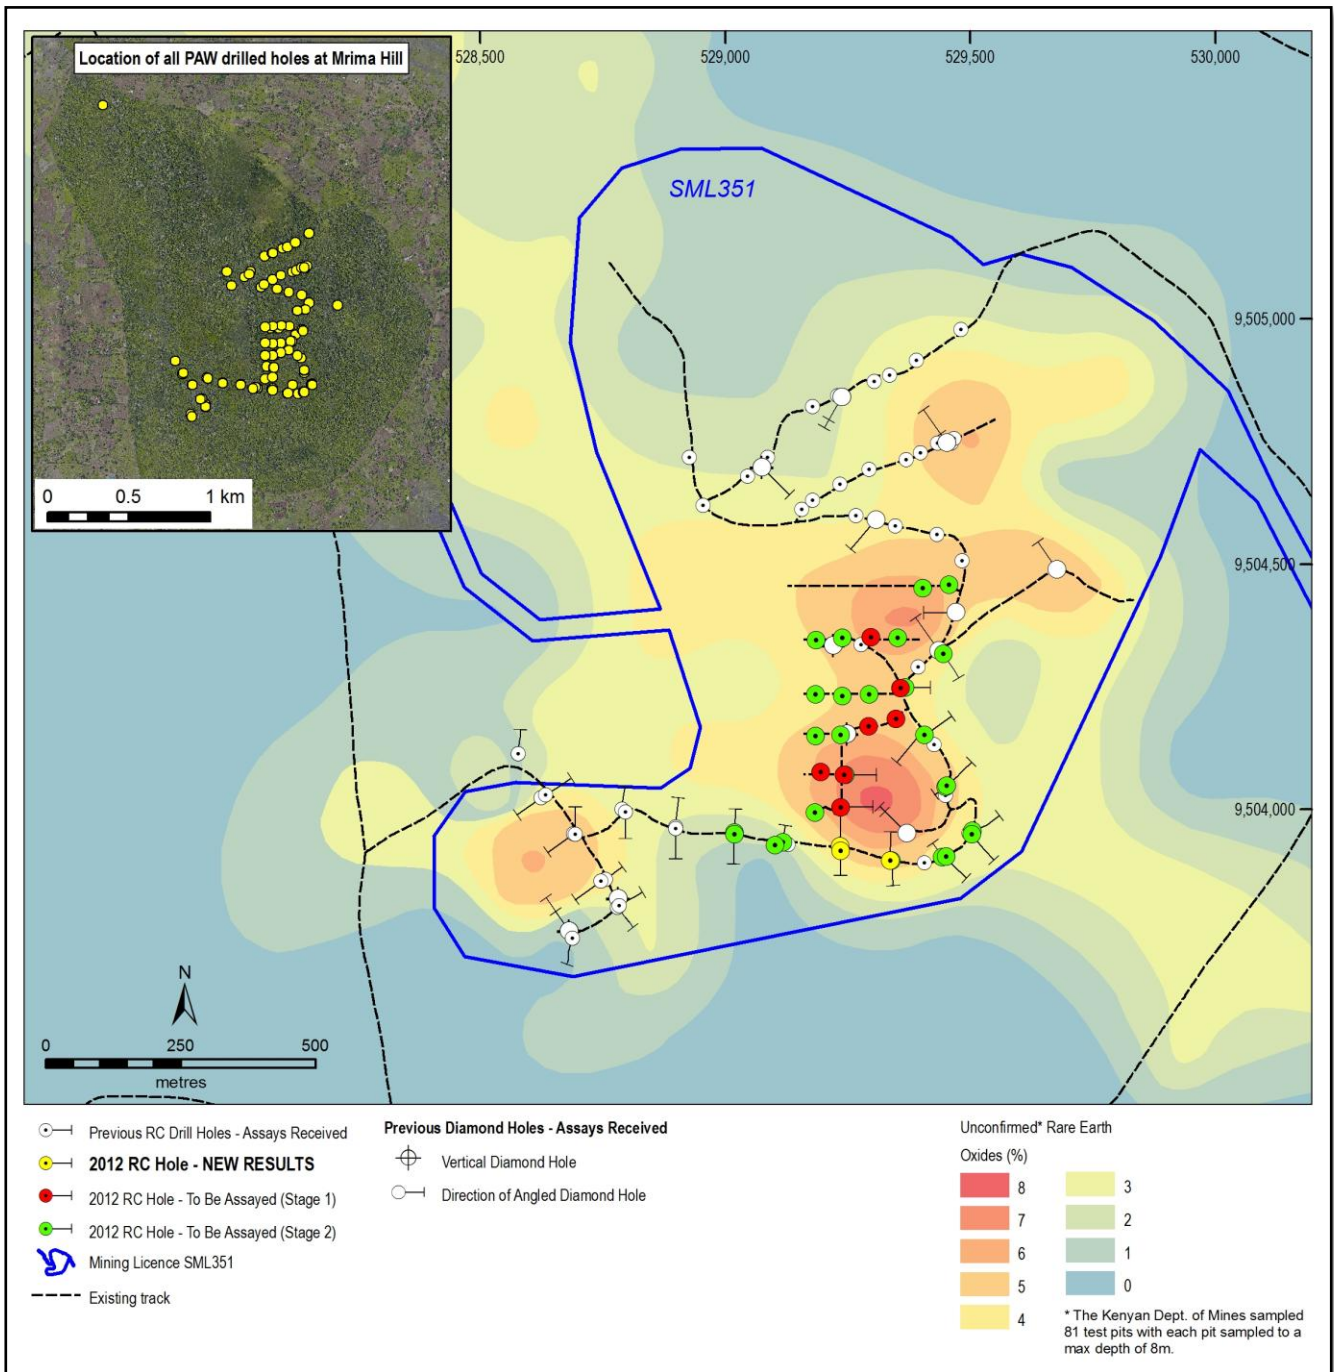 Location of all PAW drilled holes at Mrima Hill
528,500
529,000
529,500
530,000
SML351
9,505,000
9,504,500
9,504,000
0 0.5 1 km
N
0 250 500
metres
Previous RC Drill Holes - Assays Received
2012 RC Hole - NEW RESULTS
2012 RC Hole - To Be Assayed (Stage 1)
2012 RC Hole - To Be Assayed (Stage 2)
Mining Licence SML351
Existing track
Previous Diamond Holes - Assays Received
Vertical Diamond Hole
Direction of Angled Diamond Hole
Unconfirmed* Rare Earth
Oxides (%)
8
7
6
5
4
3
2
1
0
* The Kenyan Dept. of Mines sampled
81 test pits with each pit sampled to a
max depth of 8m.